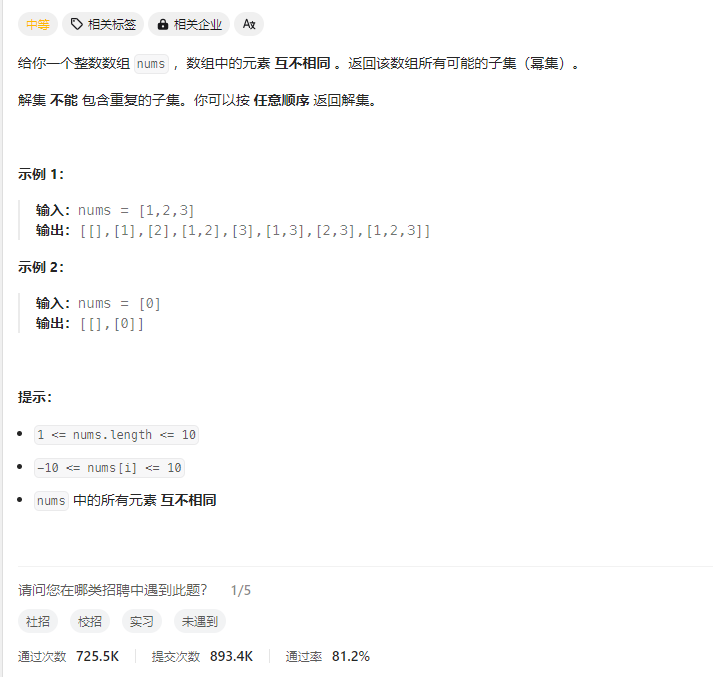 中等 相关标签 相关企业 Aあ
给你一个整数数组 nums ，数组中的元素 互不相同 。返回该数组所有可能的子集（幂集）。
解集 不能 包含重复的子集。你可以按 任意顺序 返回解集。
示例 1：
输入：nums = [1,2,3]
输出：[[],[1],[2],[1,2],[3],[1,3],[2,3],[1,2,3]]
示例 2：
输入：nums = [0]
输出：[[],[0]]
提示：
1 <= nums.length <= 10
-10 <= nums[i] <= 10
nums 中的所有元素 互不相同
请问您在哪类招聘中遇到此题？ 1/5
社招 校招 实习 未遇到
通过次数 725.5K 提交次数 893.4K 通过率 81.2%